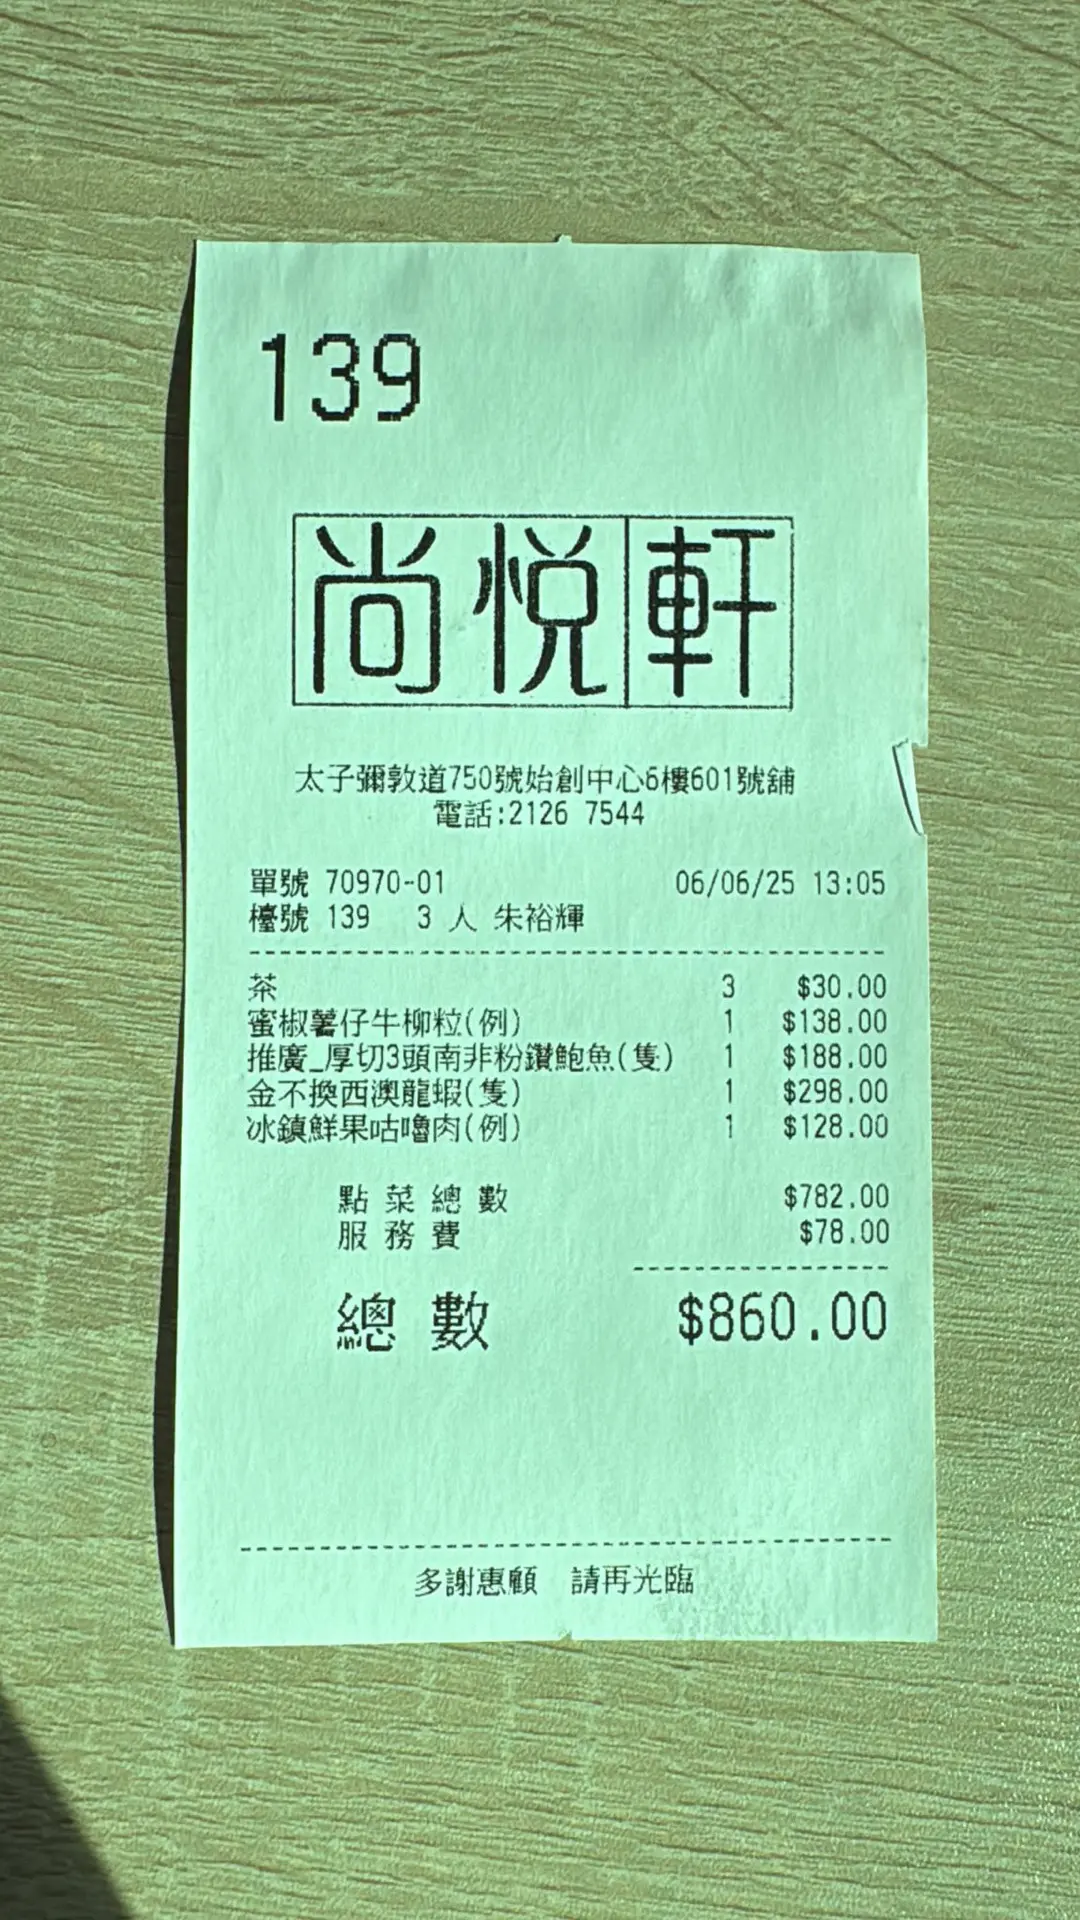 139
尚悅軒
太子彌敦道750號始創中心6樓601號舖
電話:2126 7544
單號 70970-01 06/06/25 13:05
檯號 139 3 人 朱裕輝
茶 3 $30.00
蜜椒薯仔牛柳粒(例) 1 $138.00
推廣_厚切3頭南非粉鑽鮑魚(隻) 1 $188.00
金不換西澳龍蝦(隻) 1 $298.00
冰鎮鮮果咕嚕肉(例) 1 $128.00
點菜總數 $782.00
服務費 $78.00
總數 $860.00
多謝惠顧 請再光臨